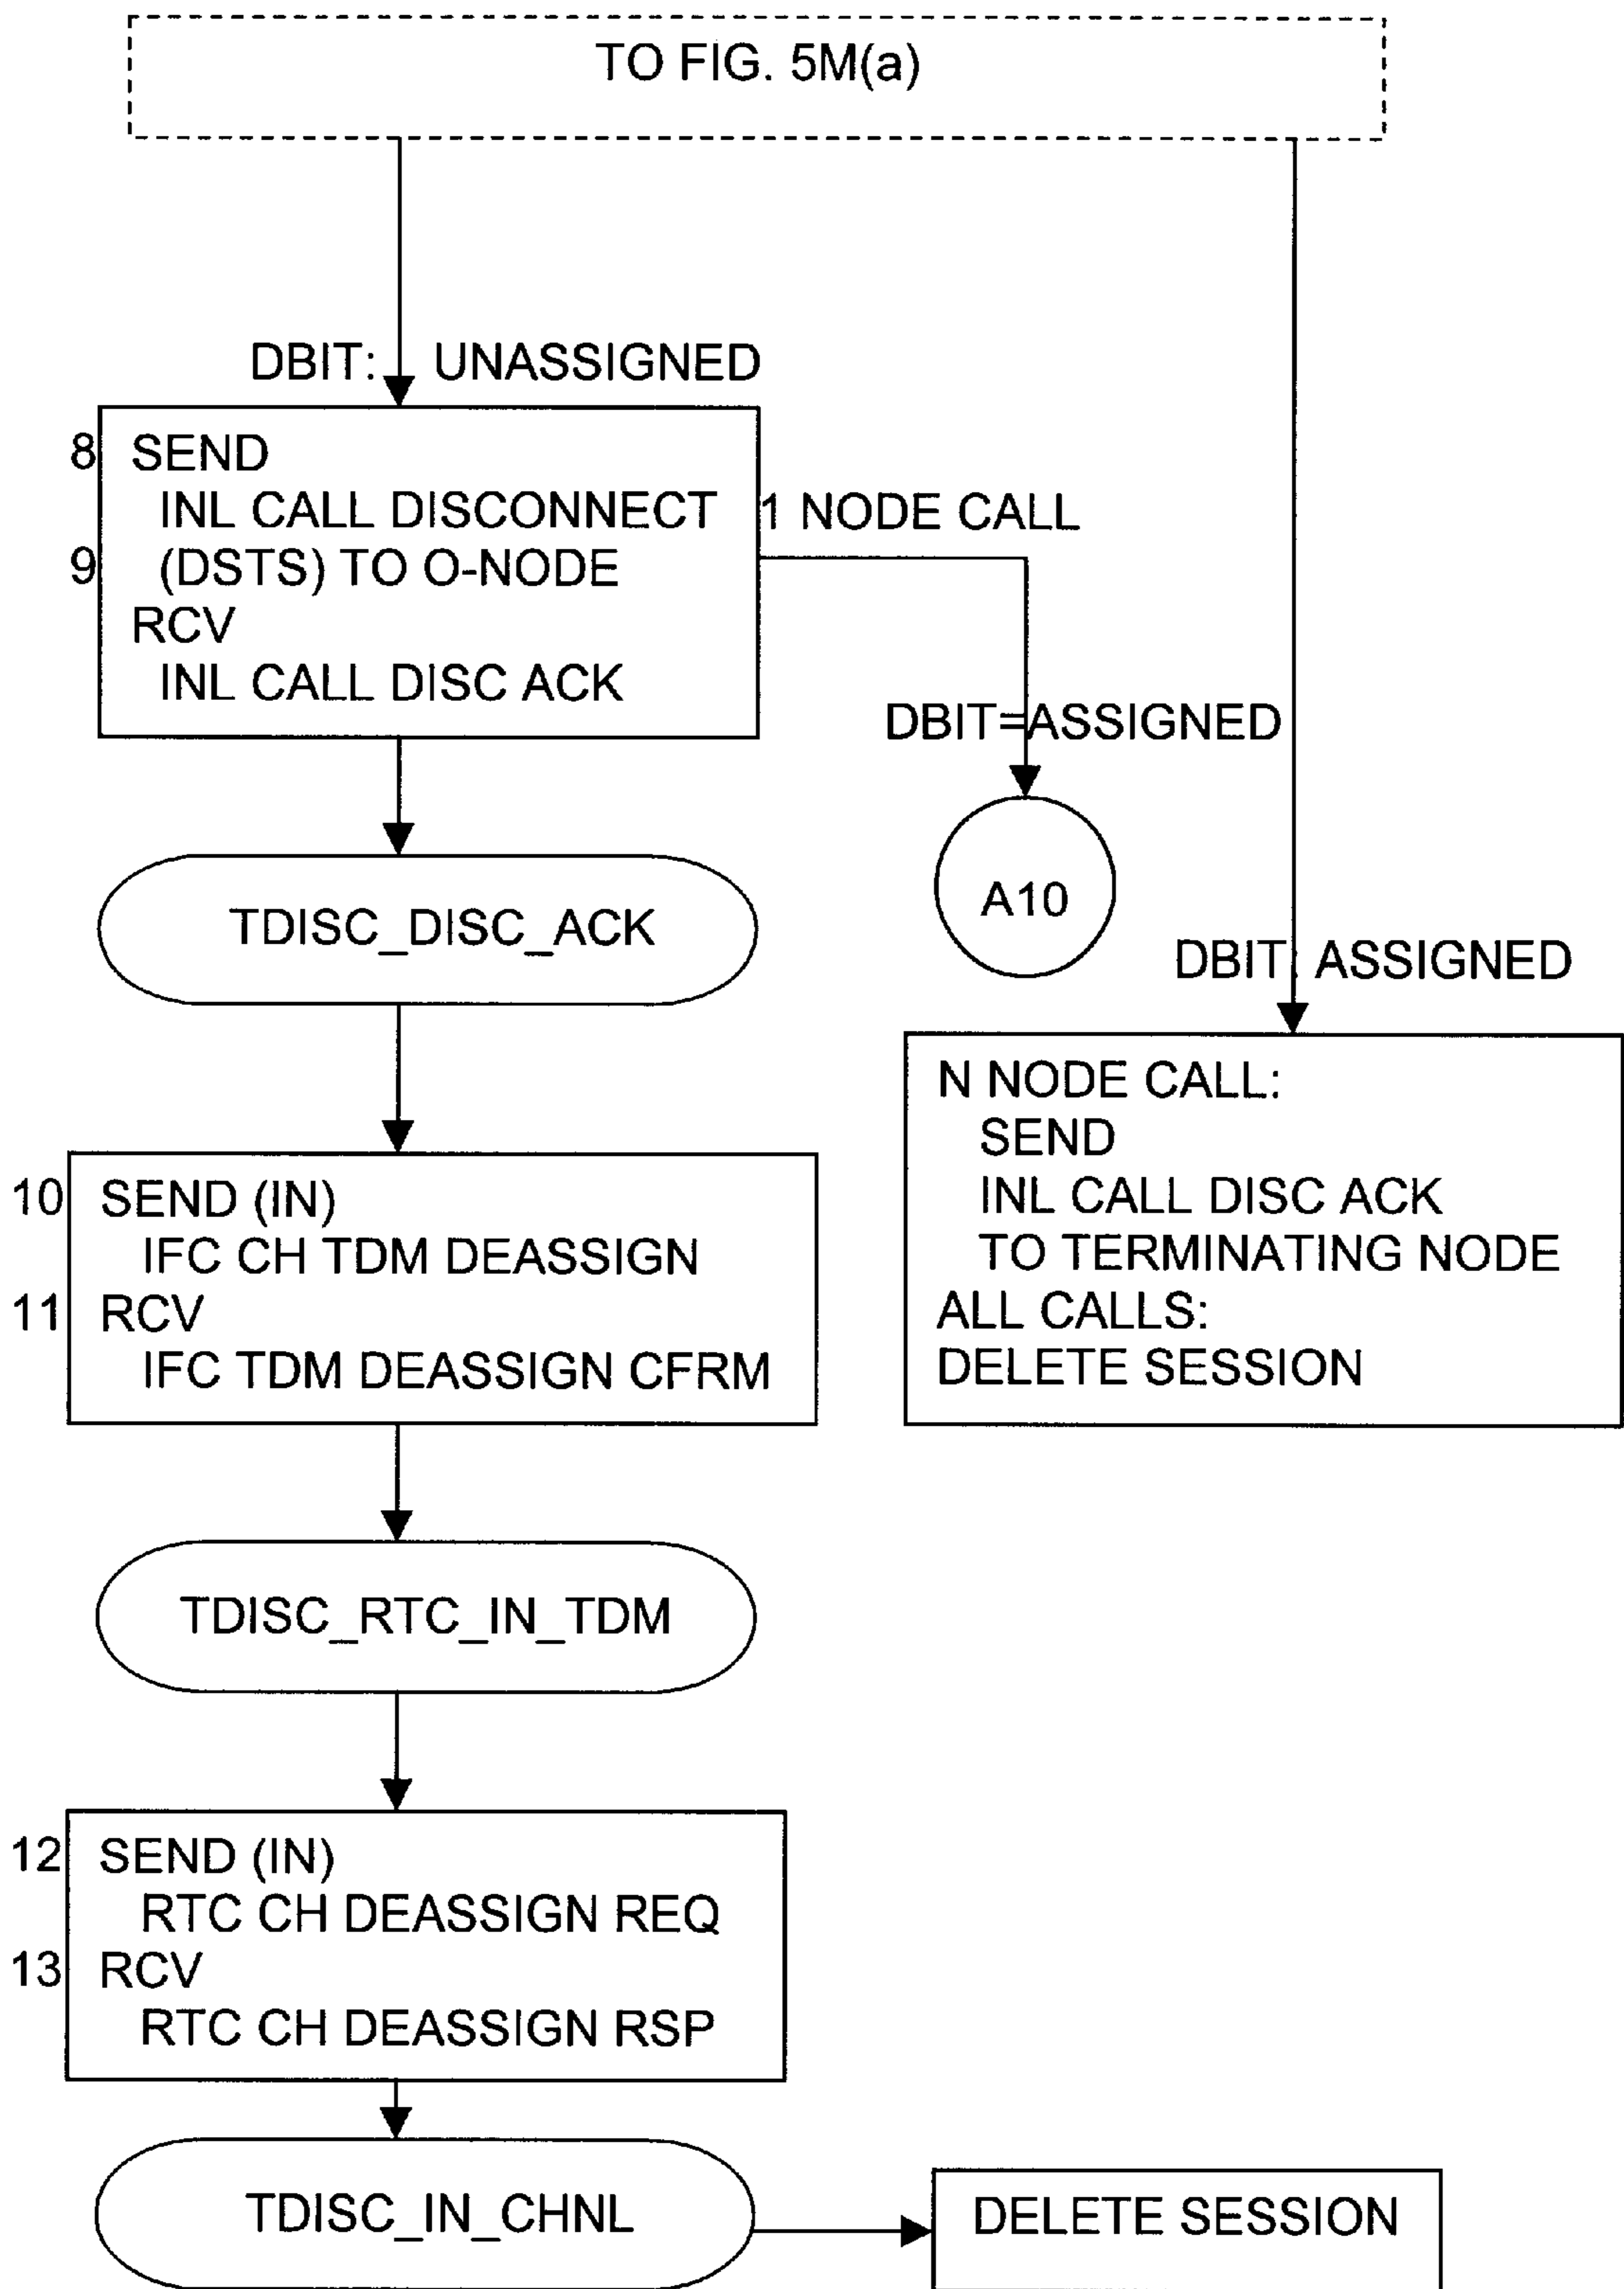 TO FIG. 5M(a)
DBIT: UNASSIGNED
8 SEND
INL CALL DISCONNECT
9 (DSTS) TO O-NODE
RCV
INL CALL DISC ACK
1 NODE CALL
DBIT=ASSIGNED
A10
TDISC_DISC_ACK
DBIT ASSIGNED
N NODE CALL:
SEND
INL CALL DISC ACK
TO TERMINATING NODE
ALL CALLS:
DELETE SESSION
10 SEND (IN)
IFC CH TDM DEASSIGN
11 RCV
IFC TDM DEASSIGN CFRM
TDISC_RTC_IN_TDM
12 SEND (IN)
RTC CH DEASSIGN REQ
13 RCV
RTC CH DEASSIGN RSP
TDISC_IN_CHNL
DELETE SESSION